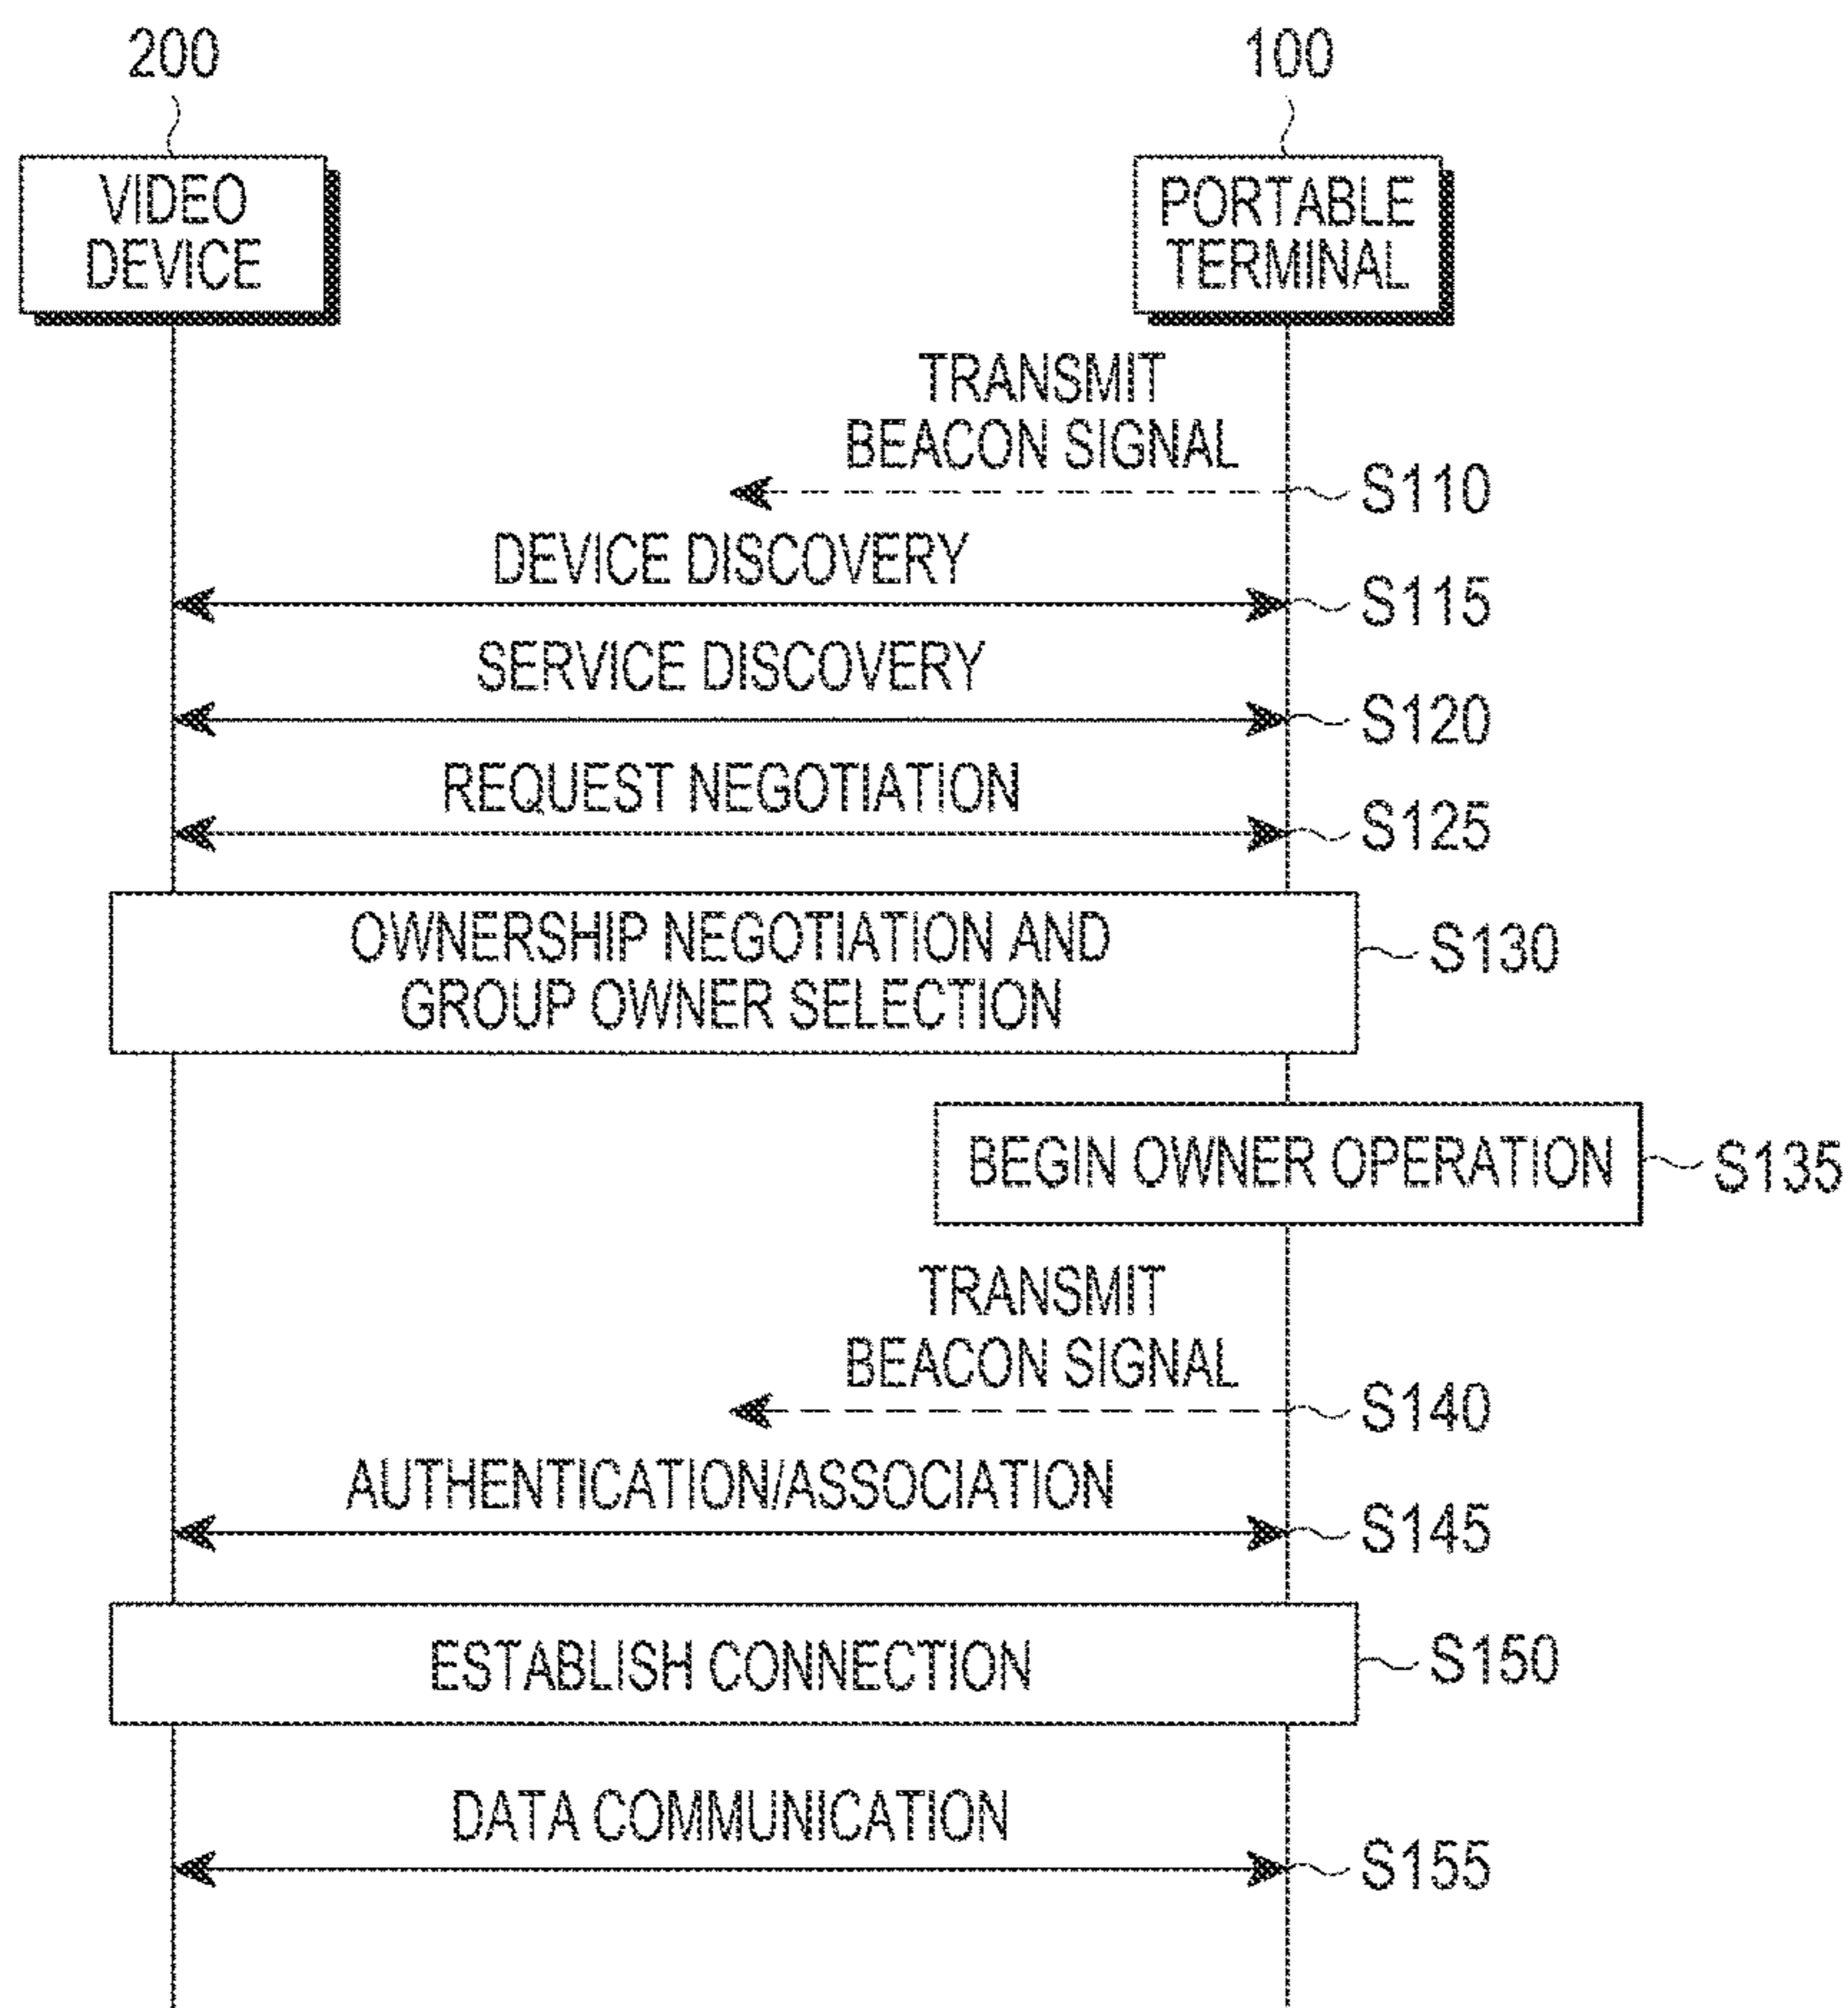 200
100
VIDEO
DEVICE
PORTABLE
TERMINAL
TRANSMIT
BEACON SIGNAL
S110
DEVICE DISCOVERY
S115
SERVICE DISCOVERY
S120
REQUEST NEGOTIATION
S125
OWNERSHIP NEGOTIATION AND
GROUP OWNER SELECTION
S130
BEGIN OWNER OPERATION
S135
TRANSMIT
BEACON SIGNAL
S140
AUTHENTICATION/ASSOCIATION
S145
ESTABLISH CONNECTION
S150
DATA COMMUNICATION
S155